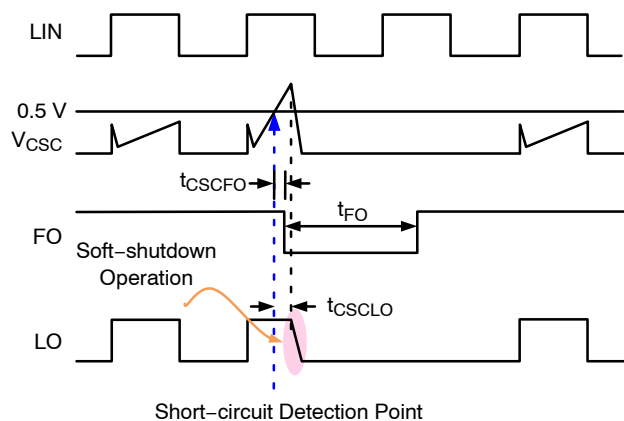 LIN
0.5 V
VCSC
tCSCFO
tFO
FO
Soft−shutdown
Operation
tCSCLO
LO
Short−circuit Detection Point